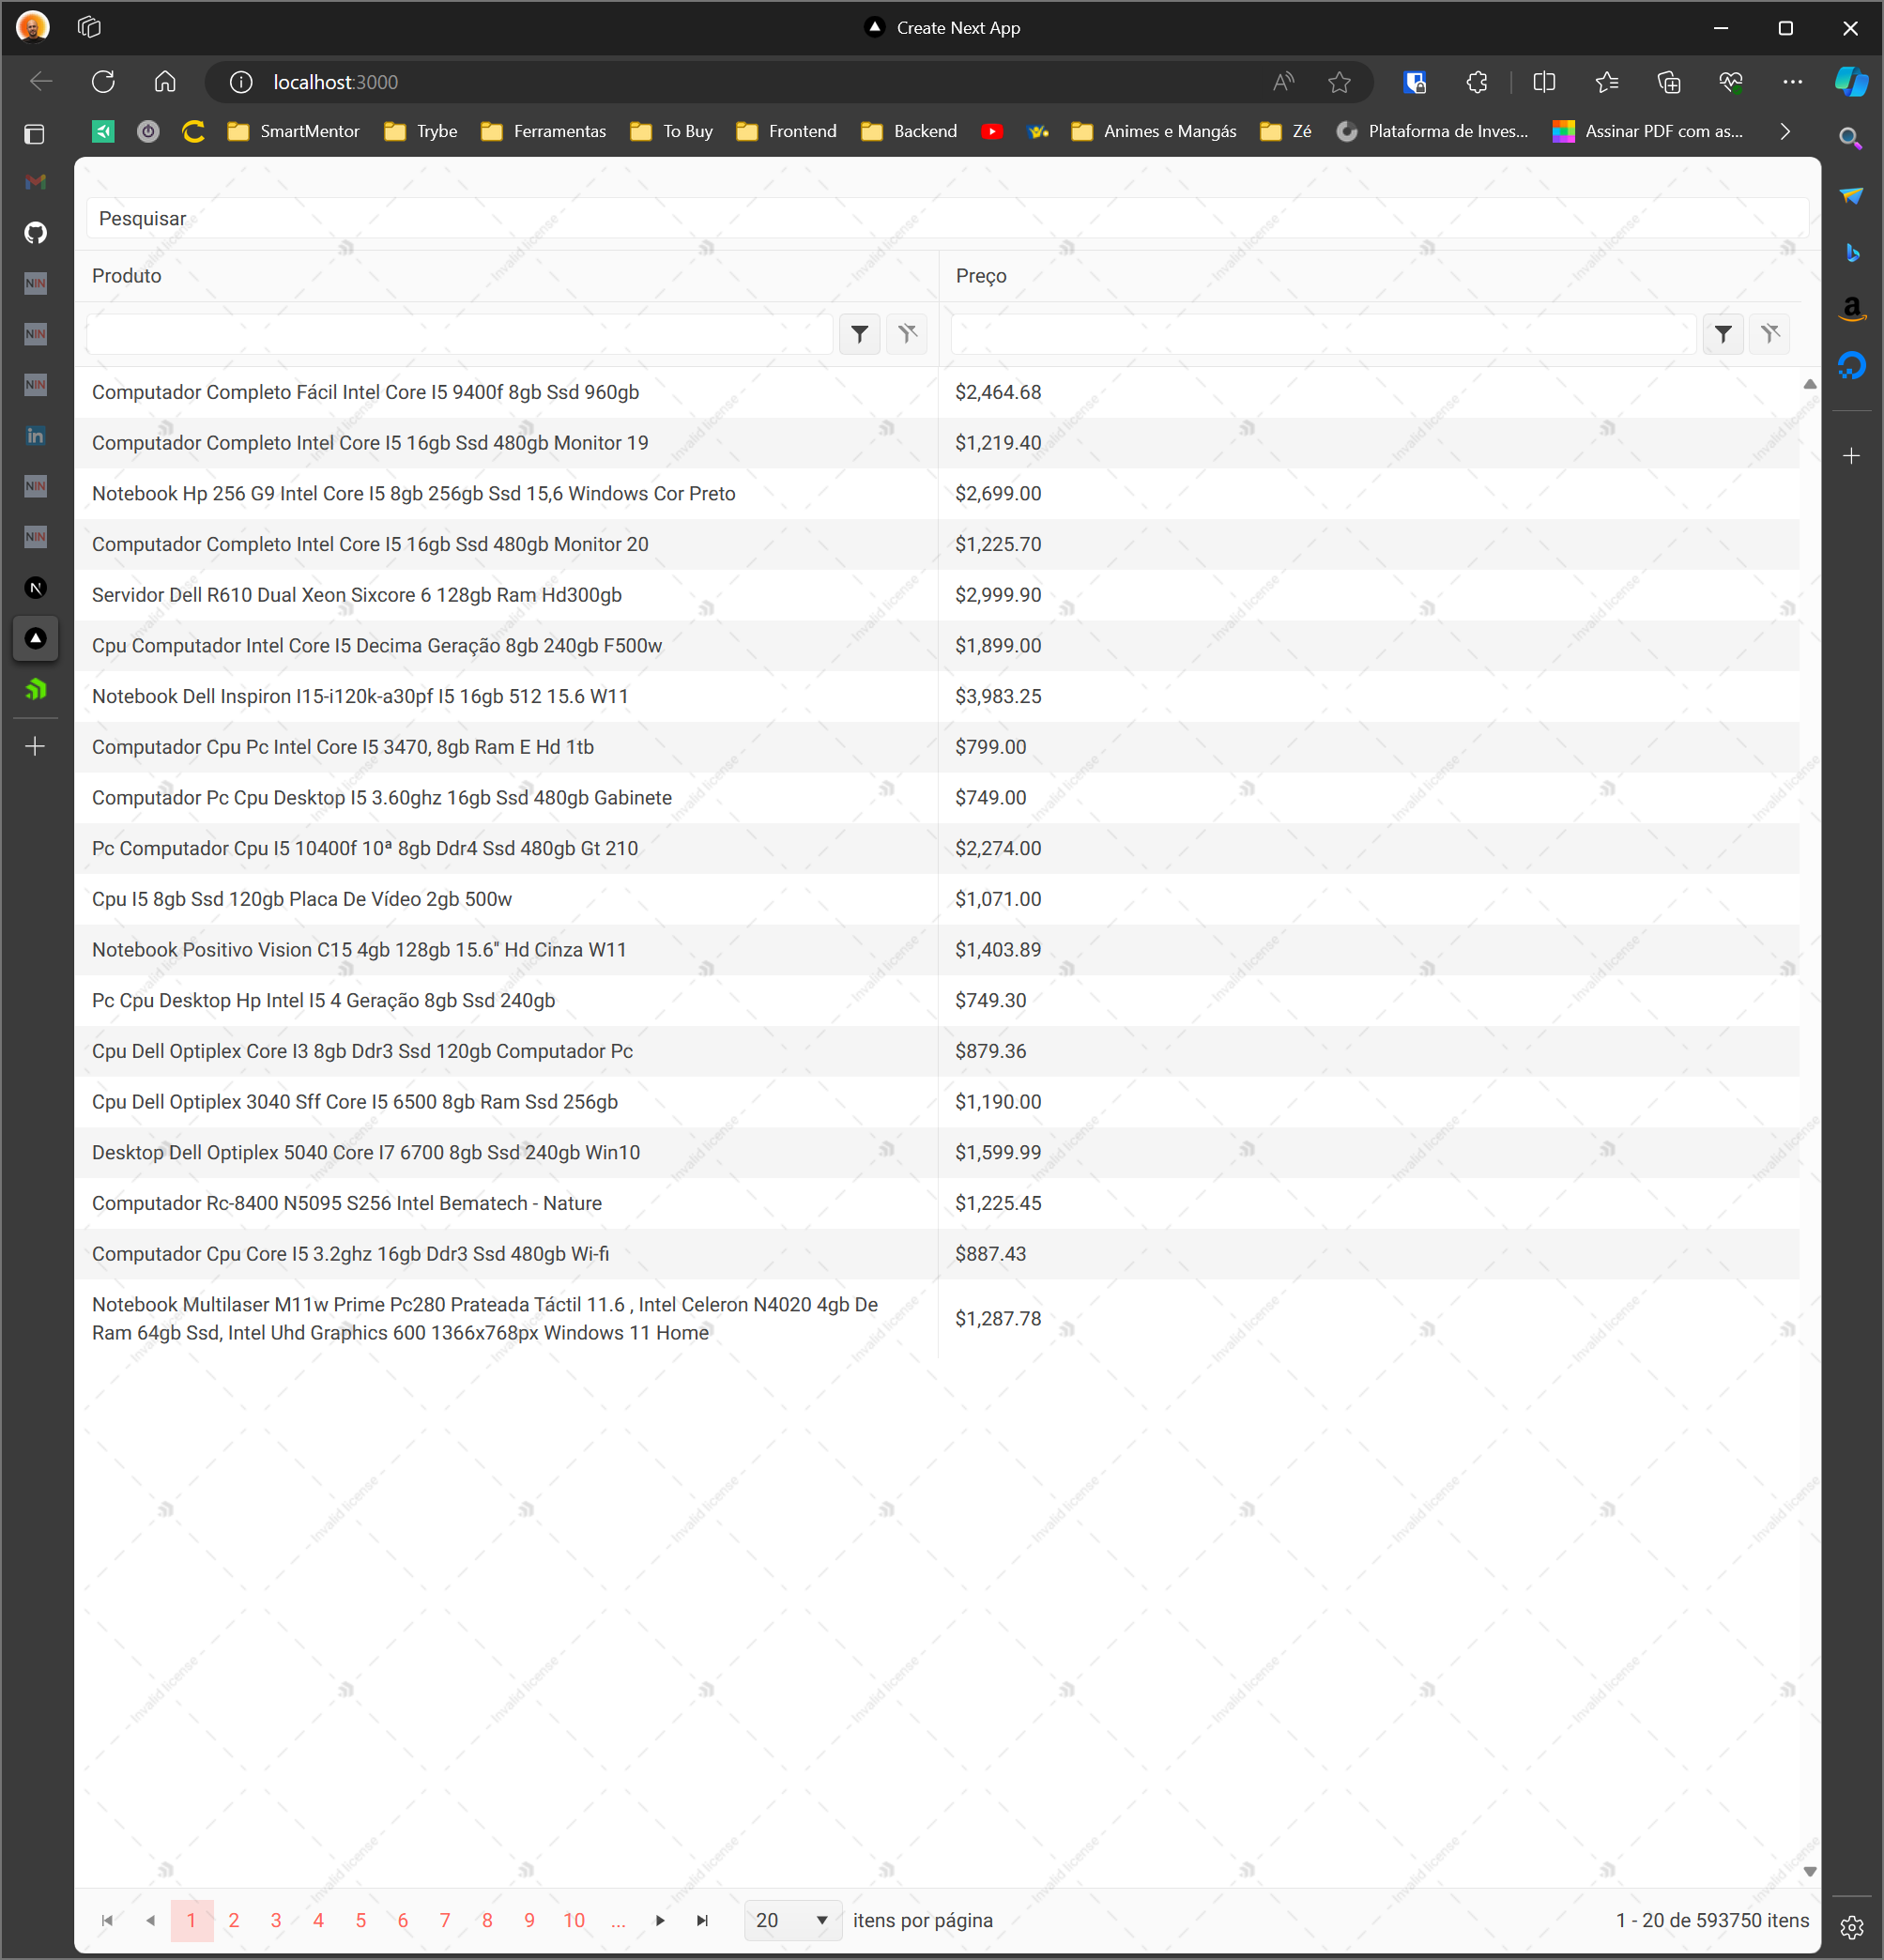 Create Next App
localhost:3000
SmartMentor Trybe Ferramentas To Buy Frontend Backend Animes e Mangás Zé Plataforma de Inves... Assinar PDF com as...
Pesquisar
Produto Preço
Computador Completo Fácil Intel Core I5 9400f 8gb Ssd 960gb $2,464.68
Computador Completo Intel Core I5 16gb Ssd 480gb Monitor 19 $1,219.40
Notebook Hp 256 G9 Intel Core I5 8gb 256gb Ssd 15,6 Windows Cor Preto $2,699.00
Computador Completo Intel Core I5 16gb Ssd 480gb Monitor 20 $1,225.70
Servidor Dell R610 Dual Xeon Sixcore 6 128gb Ram Hd300gb $2,999.90
Cpu Computador Intel Core I5 Decima Geração 8gb 240gb F500w $1,899.00
Notebook Dell Inspiron I15-i120k-a30pf I5 16gb 512 15.6 W11 $3,983.25
Computador Cpu Pc Intel Core I5 3470, 8gb Ram E Hd 1tb $799.00
Computador Pc Cpu Desktop I5 3.60ghz 16gb Ssd 480gb Gabinete $749.00
Pc Computador Cpu I5 10400f 10ª 8gb Ddr4 Ssd 480gb Gt 210 $2,274.00
Cpu I5 8gb Ssd 120gb Placa De Vídeo 2gb 500w $1,071.00
Notebook Positivo Vision C15 4gb 128gb 15.6" Hd Cinza W11 $1,403.89
Pc Cpu Desktop Hp Intel I5 4 Geração 8gb Ssd 240gb $749.30
Cpu Dell Optiplex Core I3 8gb Ddr3 Ssd 120gb Computador Pc $879.36
Cpu Dell Optiplex 3040 Sff Core I5 6500 8gb Ram Ssd 256gb $1,190.00
Desktop Dell Optiplex 5040 Core I7 6700 8gb Ssd 240gb Win10 $1,599.99
Computador Rc-8400 N5095 S256 Intel Bematech - Nature $1,225.45
Computador Cpu Core I5 3.2ghz 16gb Ddr3 Ssd 480gb Wi-fi $887.43
Notebook Multilaser M11w Prime Pc280 Prateada Táctil 11.6 , Intel Celeron N4020 4gb De
Ram 64gb Ssd, Intel Uhd Graphics 600 1366x768px Windows 11 Home $1,287.78
1 2 3 4 5 6 7 8 9 10 ... 20 itens por página 1 - 20 de 593750 itens
Invalid license